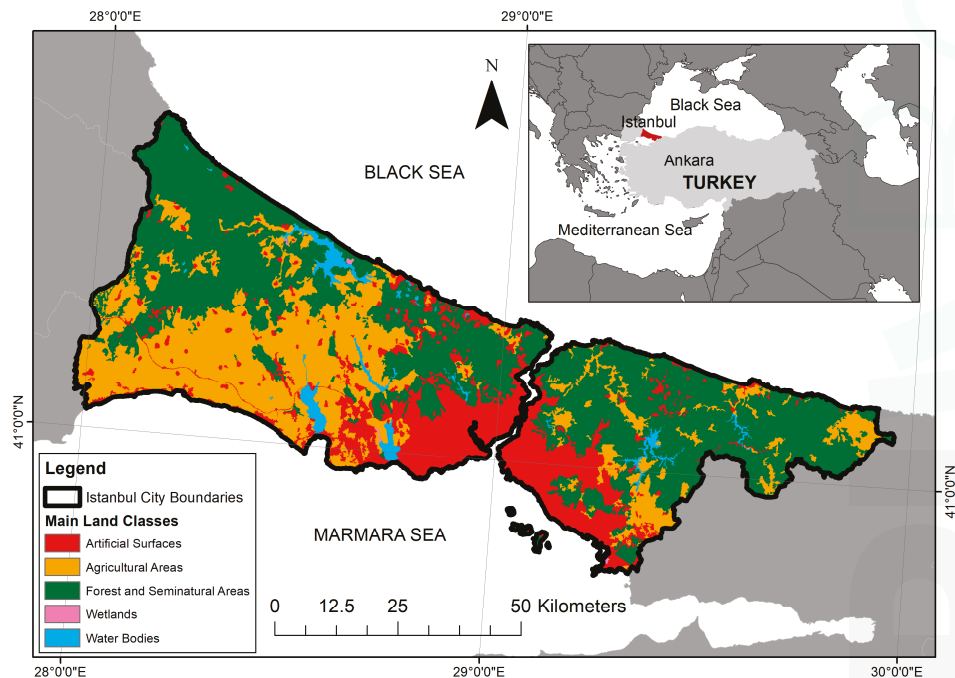 28°0'0"E
29°0'0"E
N
BLACK SEA
Black Sea
Istanbul
Ankara
TURKEY
Mediterranean Sea
41°0'0"N
41°0'0"N
MARMARA SEA
Legend
Istanbul City Boundaries
Main Land Classes
Artificial Surfaces
Agricultural Areas
Forest and Seminatural Areas
Wetlands
Water Bodies
0 12.5 25 50 Kilometers
28°0'0"E
29°0'0"E
30°0'0"E